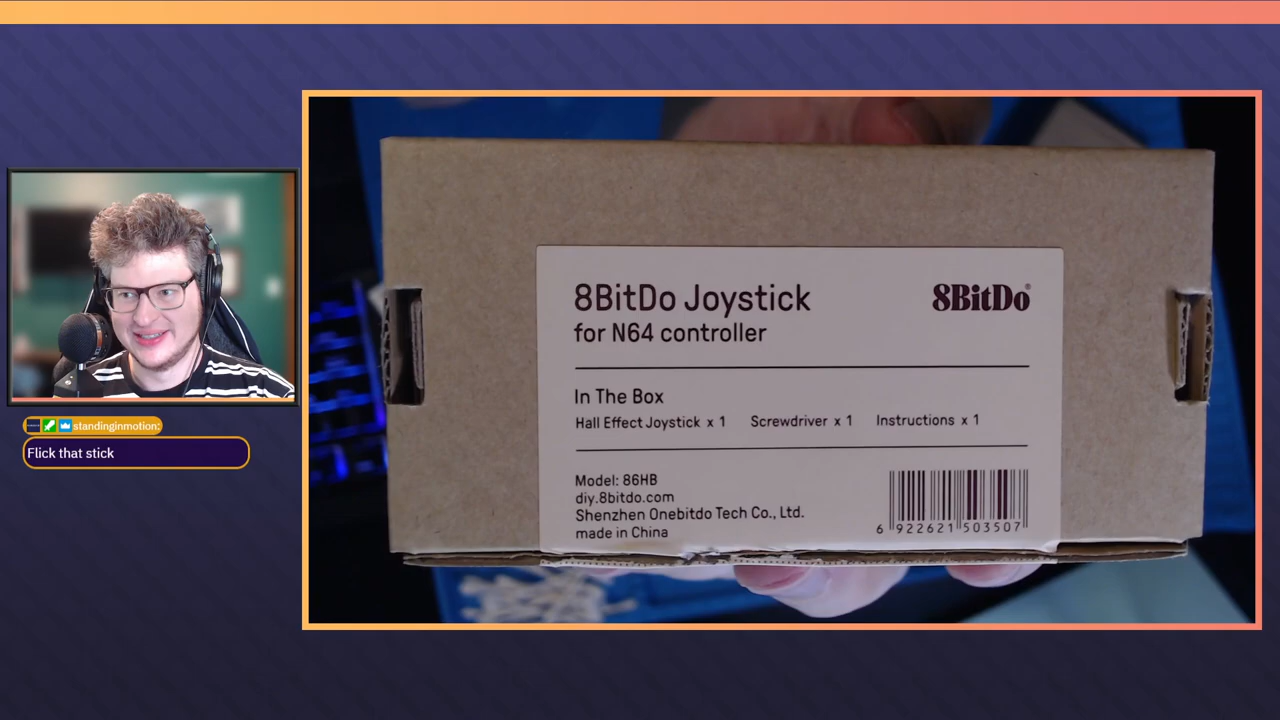 8BitDo Joystick
8BitDo®
for N64 controller
In The Box
Hall Effect Joystick x 1 Screwdriver x 1 Instructions x 1
Model: 86HB
diy.8bitdo.com
Shenzhen Onebitdo Tech Co., Ltd.
made in China
6 922621 503507
standinginmotion:
Flick that stick